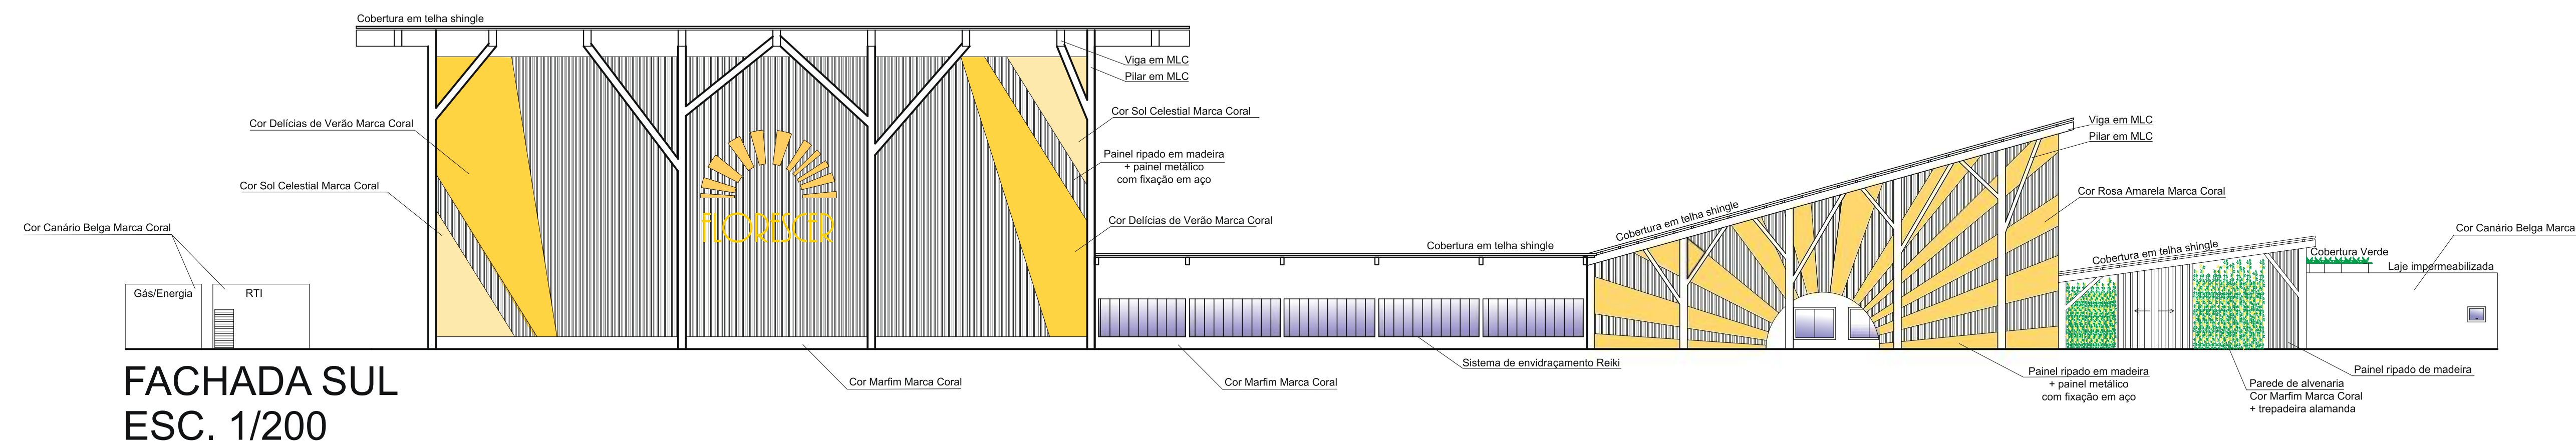 Cobertura em telha shingle
Viga em MLC
Pilar em MLC
Cor Sol Celestial Marca Coral
Cor Delícias de Verão Marca Coral
Painel ripado em madeira
+ painel metálico
com fixação em aço
Cor Sol Celestial Marca Coral
Cor Delícias de Verão Marca Coral
Cor Canário Belga Marca Coral
FLORESCER
Gás/Energia
RTI
Cor Marfim Marca Coral
Cobertura em telha shingle
Cor Marfim Marca Coral
Sistema de envidraçamento Reiki
Cobertura em telha shingle
Viga em MLC
Pilar em MLC
Cor Rosa Amarela Marca Coral
Cobertura em telha shingle
Cobertura Verde
Laje impermeabilizada
Cor Canário Belga Marca
Painel ripado em madeira
+ painel metálico
com fixação em aço
Painel ripado de madeira
Parede de alvenaria
Cor Marfim Marca Coral
+ trepadeira alamanda
FACHADA SUL
ESC. 1/200